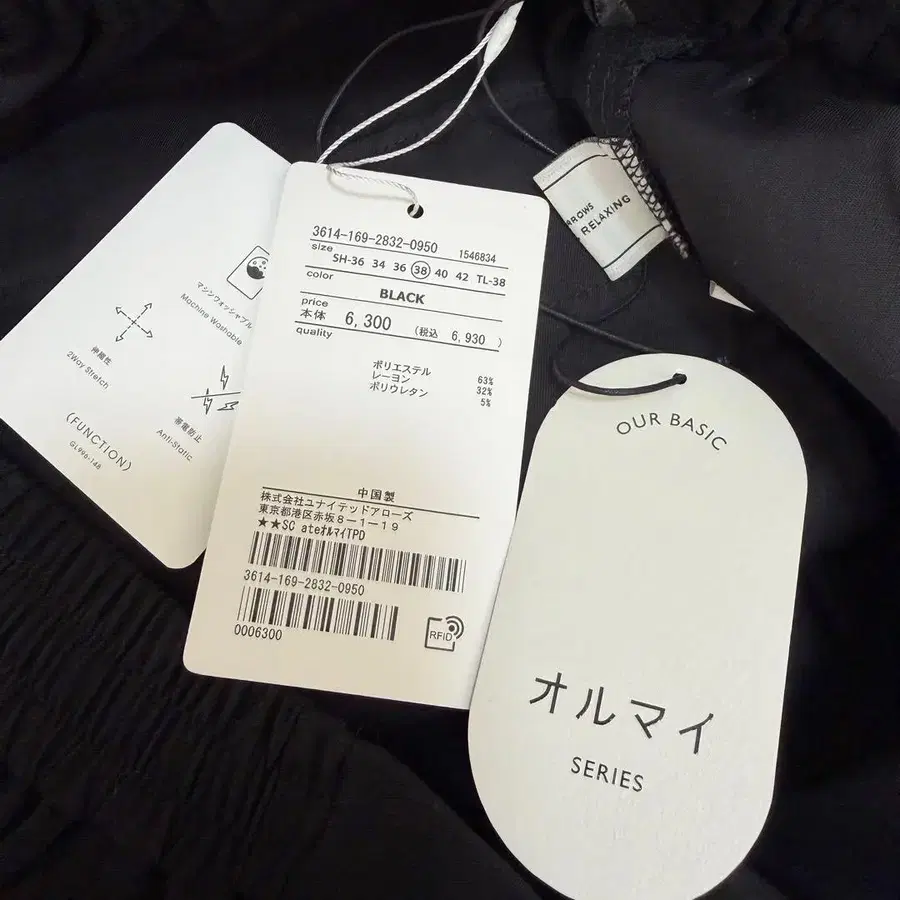 3614-169-2832-0950 1546834
size
SH-36 34 36 38 40 42 TL-38
color
BLACK
price
本体 6,300 (税込 6,930 )
quality
ポリエステル 63%
レーヨン 32%
ポリウレタン 5%
中国製
株式会社ユナイテッドアローズ
東京都港区赤坂8-1-19
★★SC ateオルマイTPD
3614-169-2832-0950
0006300
RFID
マシンウォッシャブル
Machine Washable
伸縮性
2Way Stretch
帯電防止
Anti-Static
(FUNCTION)
GL996-148
ARROWS
RELAXING
OUR BASIC
オルマイ
SERIES